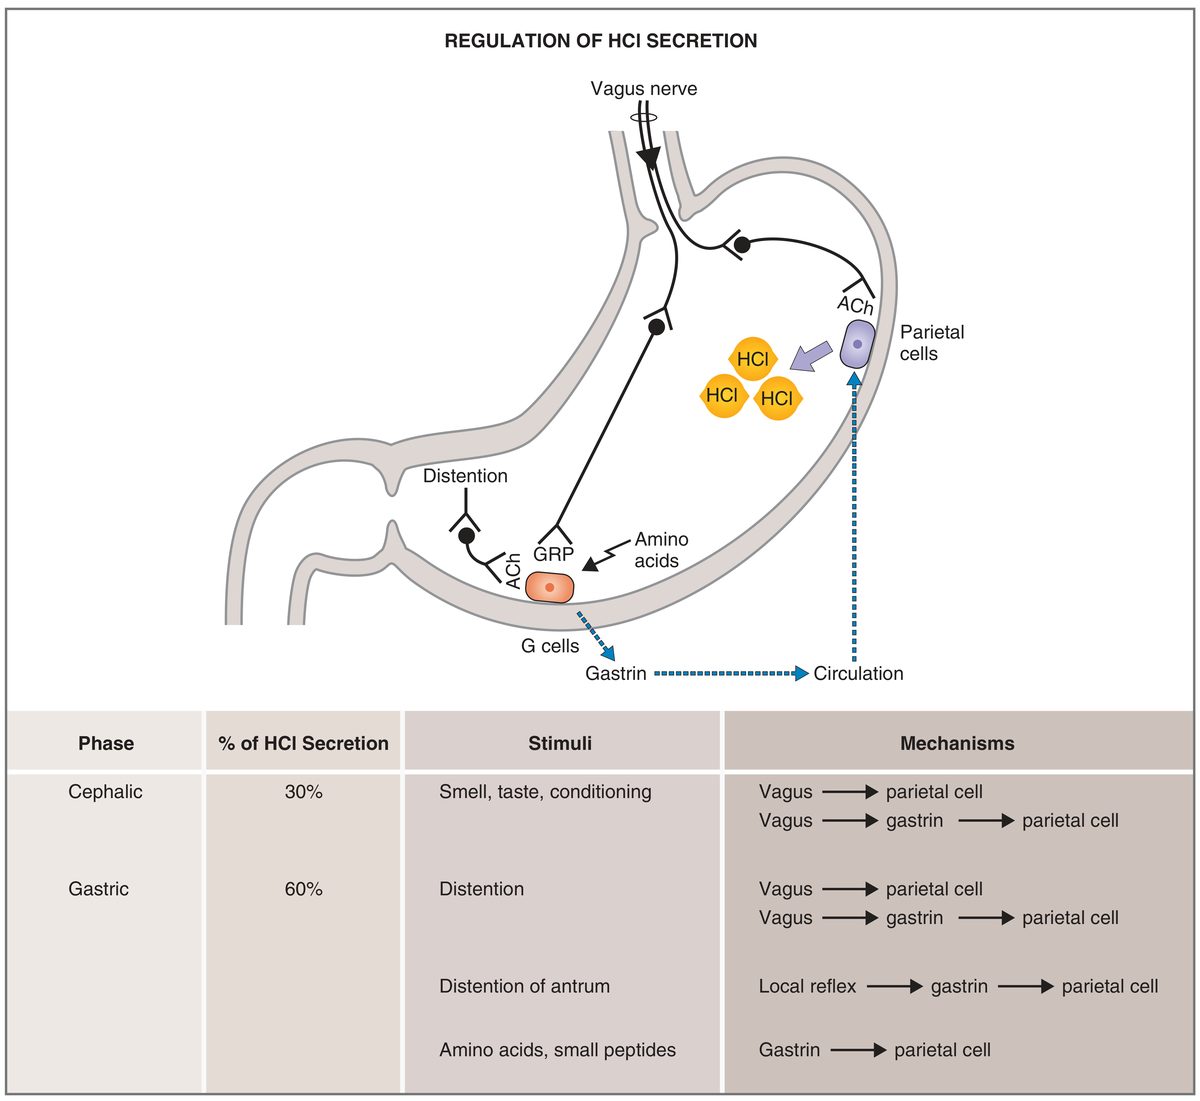 REGULATION OF HCl SECRETION
Vagus nerve
ACh
Parietal
cells
HCl
HCl
HCl
Distention
ACh
GRP
Amino
acids
G cells
Gastrin
Circulation
Phase
% of HCl Secretion
Stimuli
Mechanisms
Cephalic
30%
Smell, taste, conditioning
Vagus → parietal cell
Vagus → gastrin → parietal cell
Gastric
60%
Distention
Vagus → parietal cell
Vagus → gastrin → parietal cell
Distention of antrum
Local reflex → gastrin → parietal cell
Amino acids, small peptides
Gastrin → parietal cell